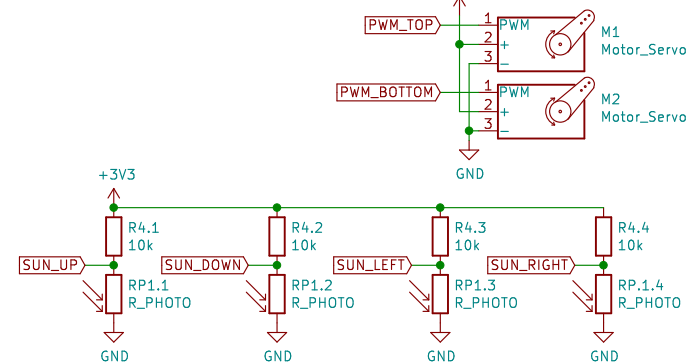 PWM_TOP
1 PWM
2 +
3 -
M1
Motor_Servo
PWM_BOTTOM
1 PWM
2 +
3 -
M2
Motor_Servo
GND
+3V3
R4.1
10k
R4.2
10k
R4.3
10k
R4.4
10k
SUN_UP
SUN_DOWN
SUN_LEFT
SUN_RIGHT
RP1.1
R_PHOTO
RP1.2
R_PHOTO
RP1.3
R_PHOTO
RP.1.4
R_PHOTO
GND
GND
GND
GND